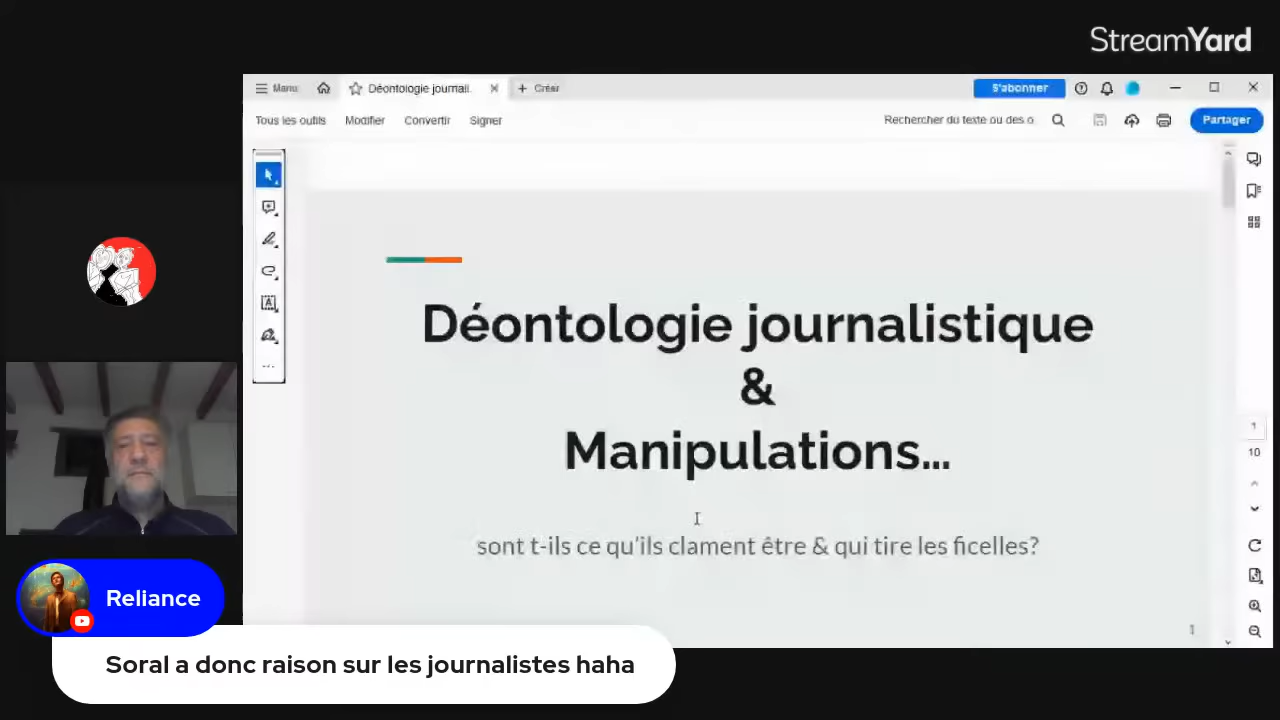 StreamYard
Menu
Déontologie journali.
Créer
S'abonner
Tous les outils
Modifier
Convertir
Signer
Rechercher du texte ou des o
Partager
Déontologie journalistique
&
Manipulations...
sont t-ils ce qu'ils clament être & qui tire les ficelles?
1
10
1
Reliance
Soral a donc raison sur les journalistes haha